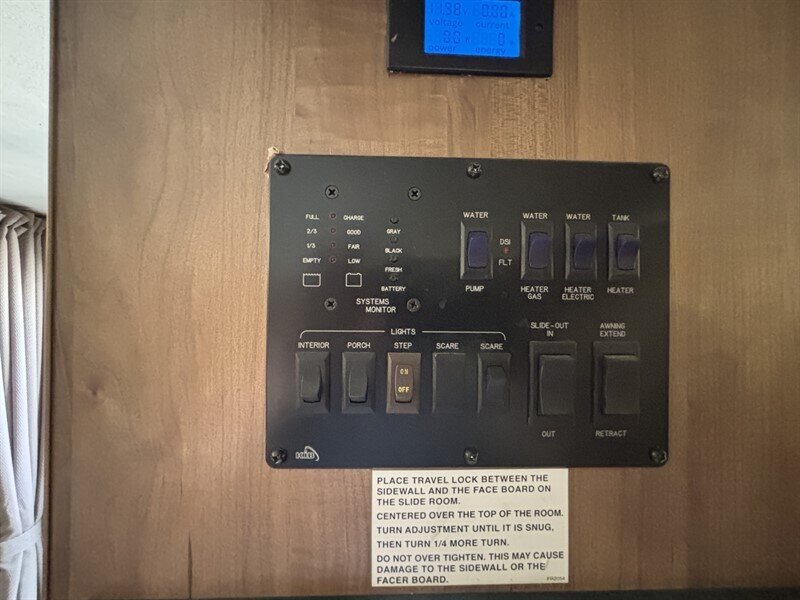 voltage current
power energy
FULL CHARGE
2/3 GOOD
1/3 FAIR
EMPTY LOW
GRAY
BLACK
FRESH
BATTERY
SYSTEMS
MONITOR
WATER
PUMP
WATER
HEATER
GAS
DSI
FLT
WATER
HEATER
ELECTRIC
TANK
HEATER
LIGHTS
INTERIOR PORCH STEP SCARE SCARE
ON
OFF
SLIDE-OUT
IN
OUT
AWNING
EXTEND
RETRACT
KIB
PLACE TRAVEL LOCK BETWEEN THE
SIDEWALL AND THE FACE BOARD ON
THE SLIDE ROOM.
CENTERED OVER THE TOP OF THE ROOM.
TURN ADJUSTMENT UNTIL IT IS SNUG,
THEN TURN 1/4 MORE TURN.
DO NOT OVER TIGHTEN. THIS MAY CAUSE
DAMAGE TO THE SIDEWALL OR THE
FACER BOARD.